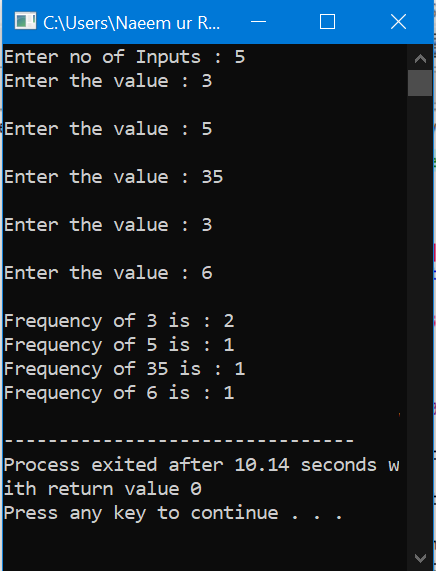 C:\Users\Naeem ur R...
Enter no of Inputs : 5
Enter the value : 3
Enter the value : 5
Enter the value : 35
Enter the value : 3
Enter the value : 6
Frequency of 3 is : 2
Frequency of 5 is : 1
Frequency of 35 is : 1
Frequency of 6 is : 1
--------------------------------
Process exited after 10.14 seconds w
ith return value 0
Press any key to continue . . .